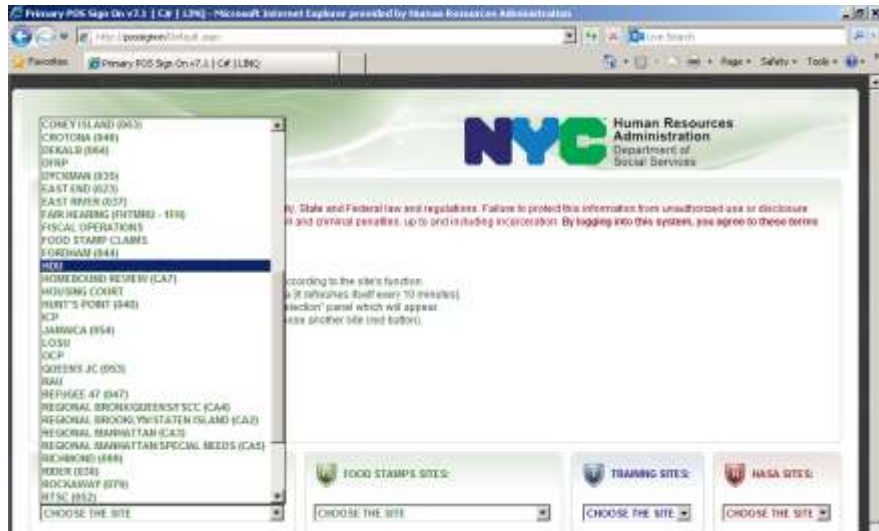 Primary POS Sign On v7.1 | C# | LINQ - Microsoft Internet Explorer provided by Human Resources Administration
Live Search
Favorites
Primary POS Sign On v7.1 | C# | LINQ
Page
Safety
Tools
NYC
Human Resources
Administration
Department of
Social Services
CONEY ISLAND (063)
CROTONA (046)
DEKALB (064)
DYCKMAN (035)
EAST END (023)
EAST RIVER (037)
FISCAL OPERATIONS
FOOD STAMP CLAIMS
FORDHAM (044)
HDU
HOMEBOUND REVIEW (CA7)
HOUSING COURT
HUNT'S POINT (040)
ICP
JAMAICA (054)
LOSU
OCP
QUEENS JC (053)
RAU
REFUGEE 47 (047)
REGIONAL BRONX/QUEENS/TSCC (CA4)
REGIONAL BROOKLYN/STATEN ISLAND (CA2)
REGIONAL MANHATTAN (CA3)
REGIONAL MANHATTAN SPECIAL NEEDS (CA5)
RICHMOND (099)
RIDER (038)
ROCKAWAY (079)
RTSC (052)
State and Federal law and regulations. Failure to protect this information from unauthorized use or disclosure
and criminal penalties, up to and including incarceration. By logging into this system, you agree to these terms
according to the site's function.
(it refreshes itself every 10 minutes).
selection" panel which will appear
another site (red button).
FOOD STAMPS SITES:
TRAINING SITES:
HASA SITES:
CHOOSE THE SITE
CHOOSE THE SITE
CHOOSE THE SITE
CHOOSE THE SITE